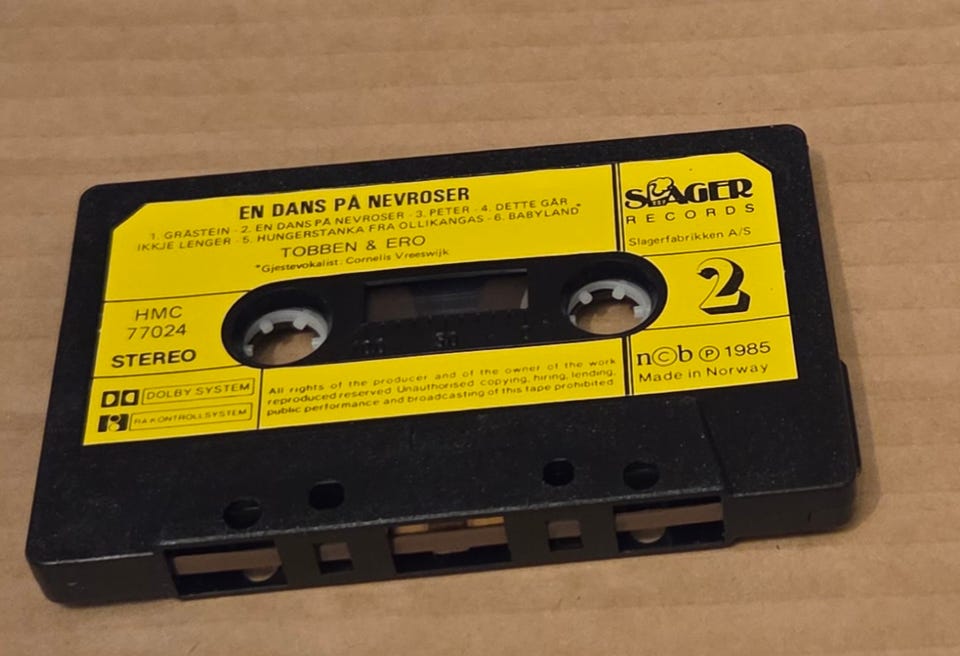 EN DANS PÅ NEVROSER
1. GRÅSTEIN - 2. EN DANS PÅ NEVROSER - 3. PETER - 4. DETTE GÅR
IKKJE LENGER - 5. HUNGERSTANKA FRA OLLIKANGAS - 6. BABYLAND*
TOBBEN & ERO
*Gjestevokalist: Cornelis Vreeswijk
SLAGER
RECORDS
Slagerfabrikken A/S
HMC
77024
STEREO
2
DOLBY SYSTEM
RA KONTROLLSYSTEM
All rights of the producer and of the owner of the work
reproduced reserved. Unauthorised copying, hiring, lending,
public performance and broadcasting of this tape prohibited
n©b ℗ 1985
Made in Norway